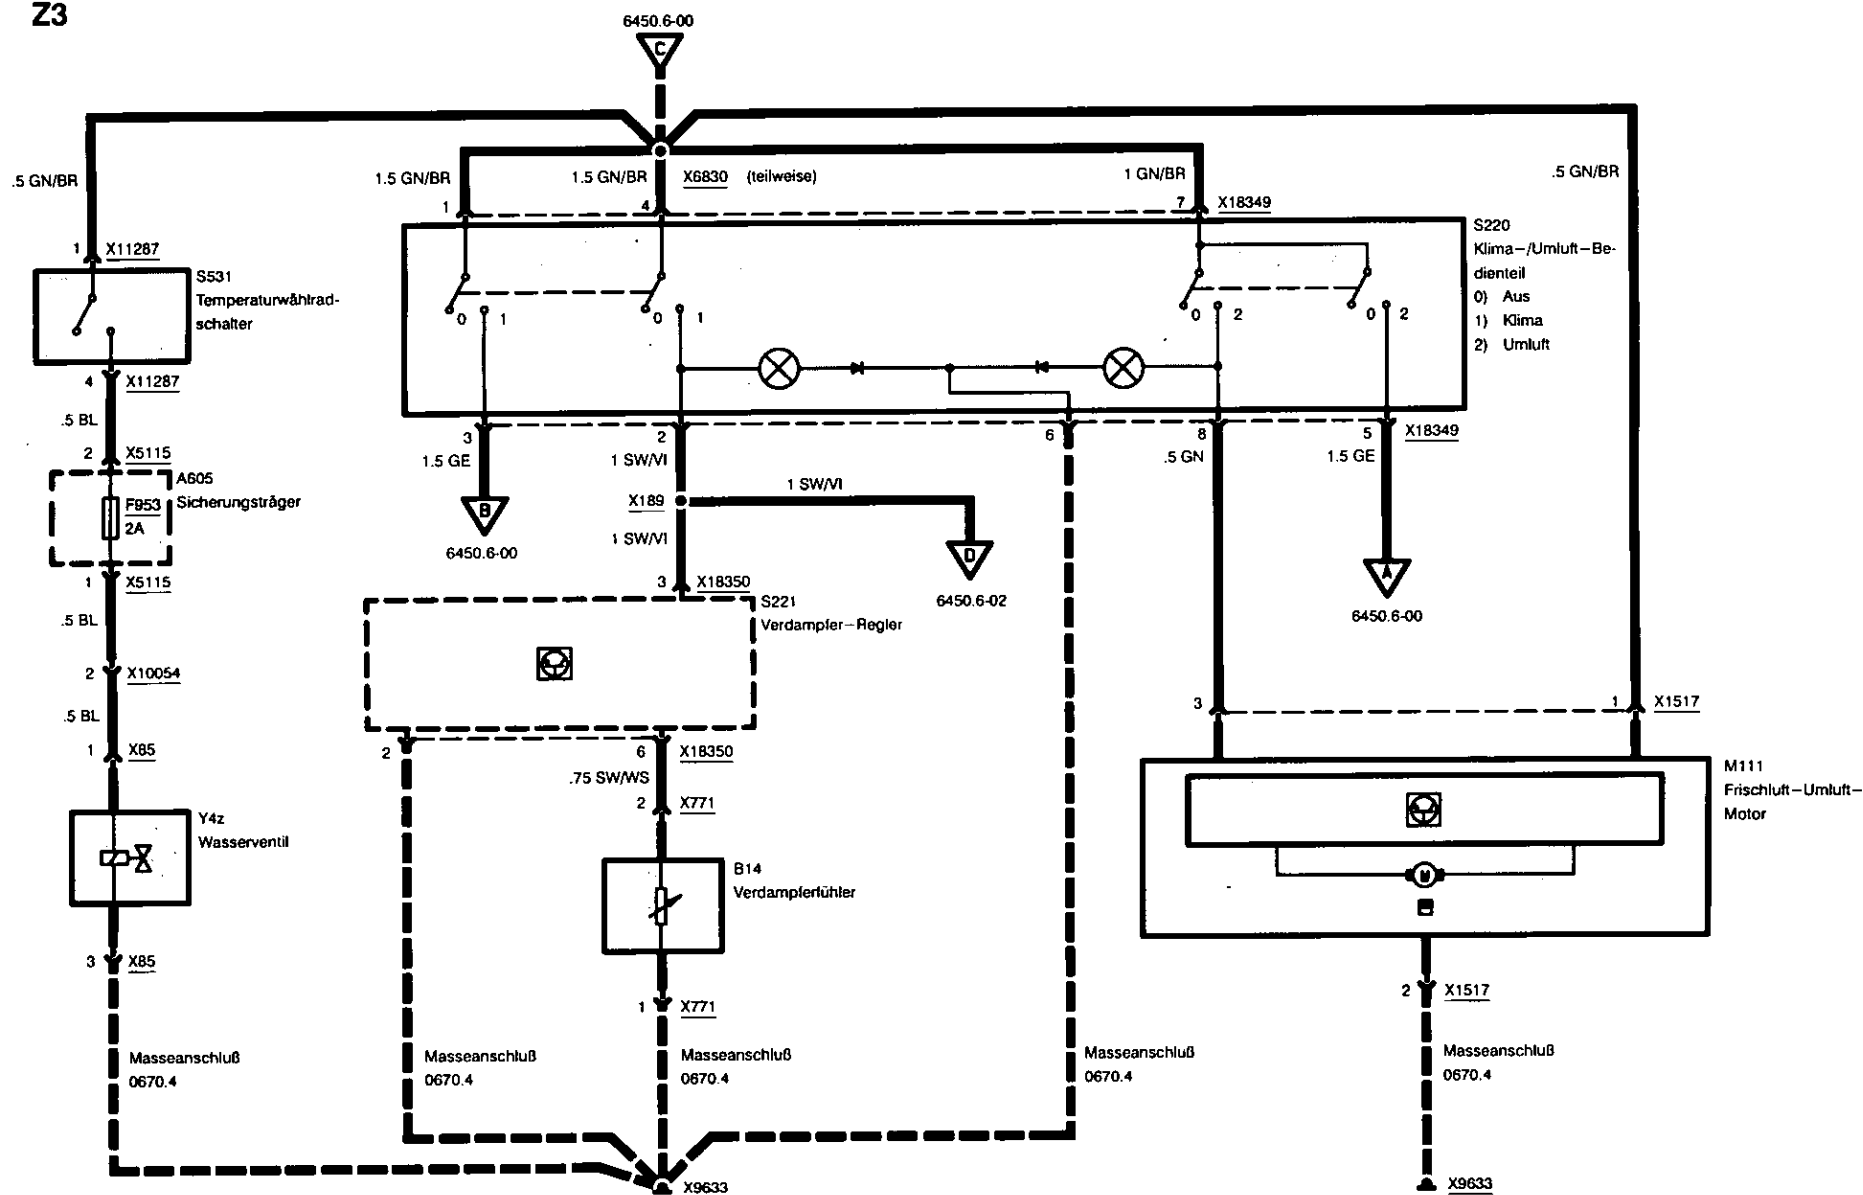 Z3
6450.6-00
C
.5 GN/BR
1.5 GN/BR
1.5 GN/BR
X6830 (teilweise)
1 GN/BR
.5 GN/BR
1
4
7
X18349
1
X11287
S531
Temperaturwählrad-
schalter
S220
Klima-/Umluft-Be-
dienteil
0) Aus
1) Klima
2) Umluft
0
1
0
1
0
2
0
2
4
X11287
.5 BL
2
X5115
A605
Sicherungsträger
F953
2A
1
X5115
.5 BL
2
X10054
.5 BL
1
X85
Y4z
Wasserventil
3
X85
Masseanschluß
0670.4
3
2
6
8
5
X18349
1.5 GE
1 SW/VI
.5 GN
1.5 GE
B
6450.6-00
X189
1 SW/VI
1 SW/VI
D
6450.6-02
A
6450.6-00
3
X18350
S221
Verdampfer-Regler
2
6
X18350
.75 SW/WS
2
X771
B14
Verdampferfühler
1
X771
Masseanschluß
0670.4
Masseanschluß
0670.4
Masseanschluß
0670.4
3
1
X1517
M111
Frischluft-Umluft-
Motor
M
2
X1517
Masseanschluß
0670.4
X9633
X9633